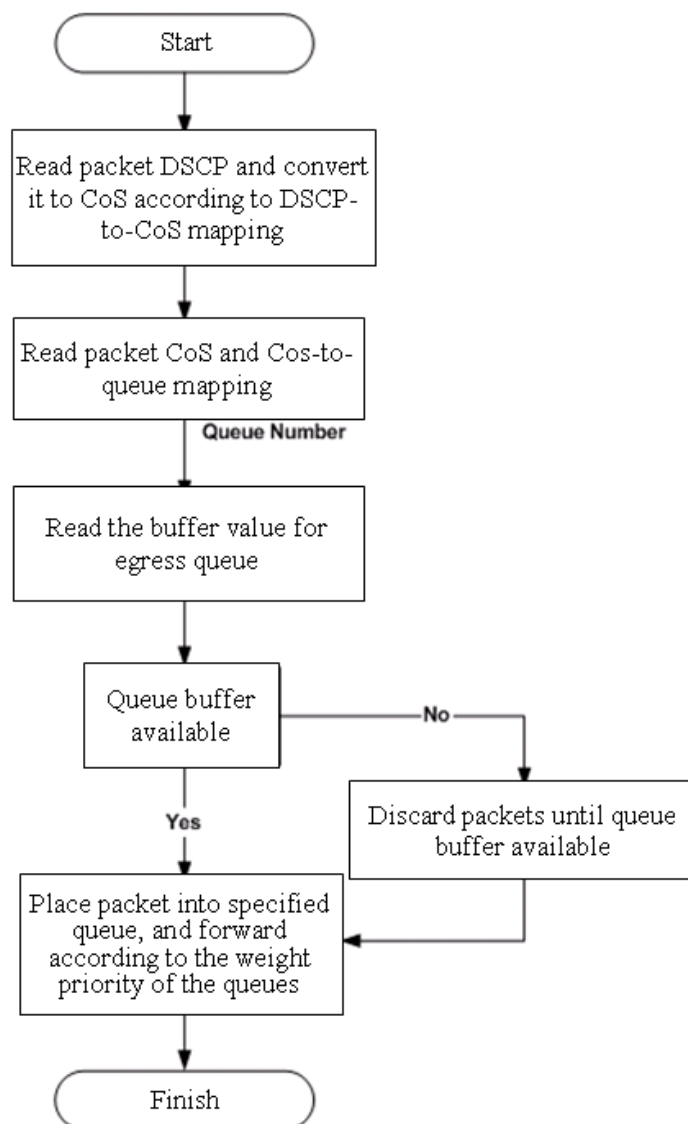 Start
Read packet DSCP and convert
it to CoS according to DSCP-
to-CoS mapping
Read packet CoS and Cos-to-
queue mapping
Queue Number
Read the buffer value for
egress queue
Queue buffer
available
No
Yes
Discard packets until queue
buffer available
Place packet into specified
queue, and forward
according to the weight
priority of the queues
Finish